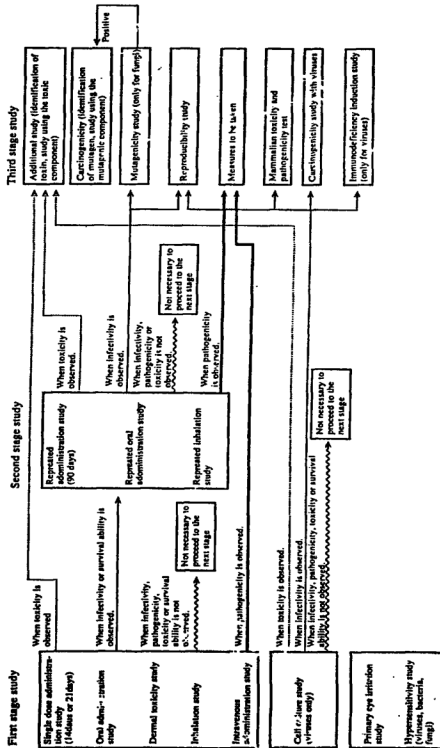 First stage study
Single dose administra-
tion study
(14days or 21days)
Oral administration
study
Dermal toxicity study
Inhalation study
Intravenous
administration study
Cell culture study
(viruses only)
Primary eye irritation
study
Hypersensitivity study
(viruses, bacteria,
fungi)
When toxicity is
observed
When infectivity or survival ability is
observed.
When infectivity,
pathogenicity,
toxicity or survival
ability is not
observed.
Not necessary to
proceed to the
next stage
When pathogenicity is observed.
When toxicity is observed.
When infectivity is observed.
When infectivity, pathogenicity, toxicity or survival
ability is not observed.
Not necessary to
proceed to the
next stage
Second stage study
Repeated
administration study
(90 days)
Repeated oral
administration study
Repeated inhalation
study
When toxicity is
observed.
When infectivity is
observed.
When infectivity,
pathogenicity or
toxicity is not
observed.
Not necessary to
proceed to the
next stage
When pathogenicity
is observed.
Third stage study
Additional study (identification of
toxin, study using the toxic
component)
Carcinogenicity (identification
of mutagen, study using the
mutagenic component)
Positive
Mutagenicity study (only for fungi)
Reproducibility study
Measures to be taken
Mammalian toxicity and
pathogenicity test
Carcinogenicity study with viruses
Immunodeficiency induction study
(only for viruses)